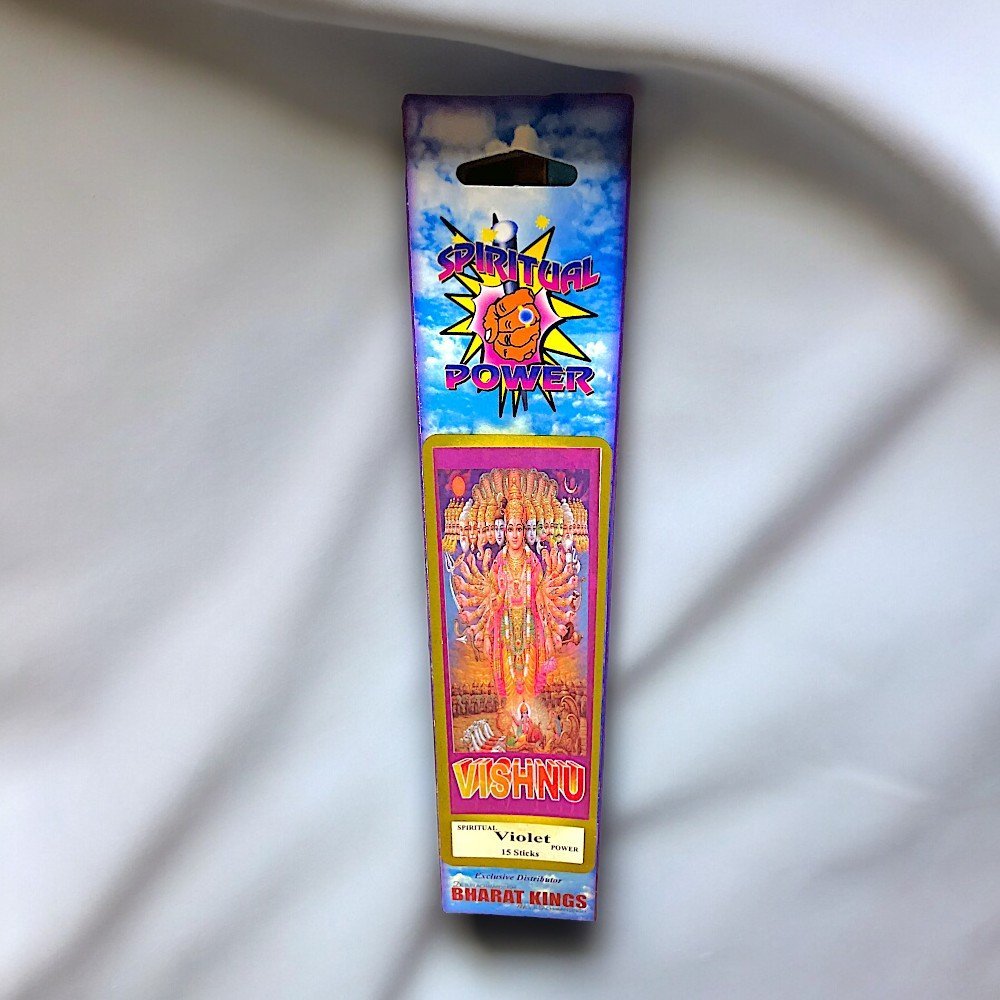 SPIRITUAL
POWER
VISHNU
SPIRITUAL
Violet
POWER
15 Sticks
Exclusive Distributor
BHARAT KINGS